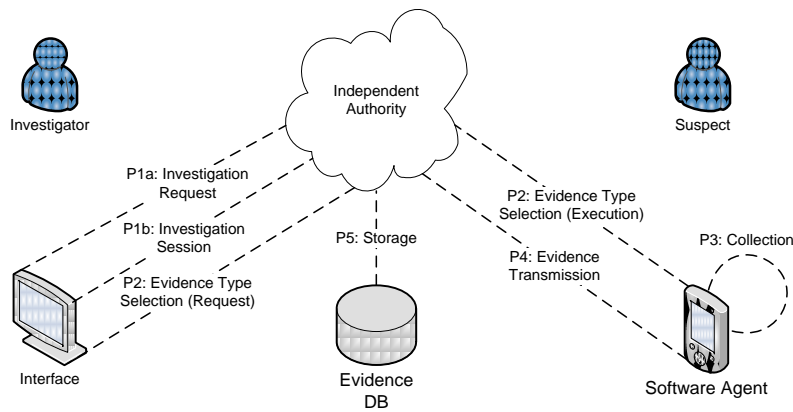 Independent
Authority
Investigator
Suspect
P1a: Investigation
Request
P1b: Investigation
Session
P2: Evidence Type
Selection (Request)
P5: Storage
P2: Evidence Type
Selection (Execution)
P4: Evidence
Transmission
P3: Collection
Interface
Evidence
DB
Software Agent